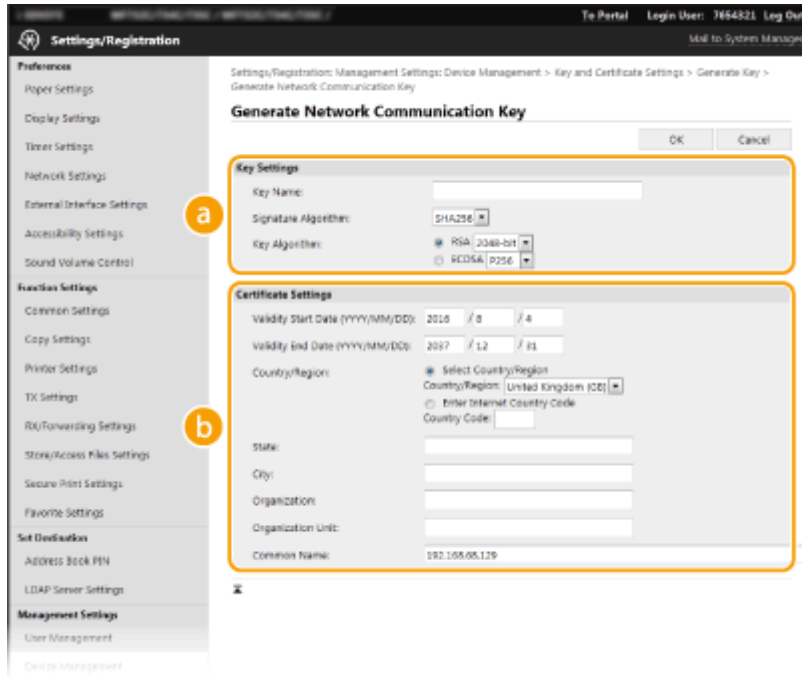 To Portal Login User: 7654321 Log Ou
Settings/Registration
Mail to System Manage
Preferences
Paper Settings
Display Settings
Timer Settings
Network Settings
External Interface Settings
Accessibility Settings
Sound Volume Control
Function Settings
Common Settings
Copy Settings
Printer Settings
TX Settings
RX/Forwarding Settings
Store/Access Files Settings
Secure Print Settings
Favorite Settings
Set Destination
Address Book PIN
LDAP Server Settings
Management Settings
User Management
Device Management
Settings/Registration: Management Settings: Device Management > Key and Certificate Settings > Generate Key >
Generate Network Communication Key
Generate Network Communication Key
OK Cancel
a
Key Settings
Key Name:
Signature Algorithm: SHA256
Key Algorithm: RSA 2048-bit
ECDSA P256
b
Certificate Settings
Validity Start Date (YYYY/MM/DD): 2016 / 8 / 4
Validity End Date (YYYY/MM/DD): 2037 / 12 / 31
Country/Region: Select Country/Region
Country/Region: United Kingdom (GB)
Enter Internet Country Code
Country Code:
State:
City:
Organization:
Organization Unit:
Common Name: 192.168.68.129